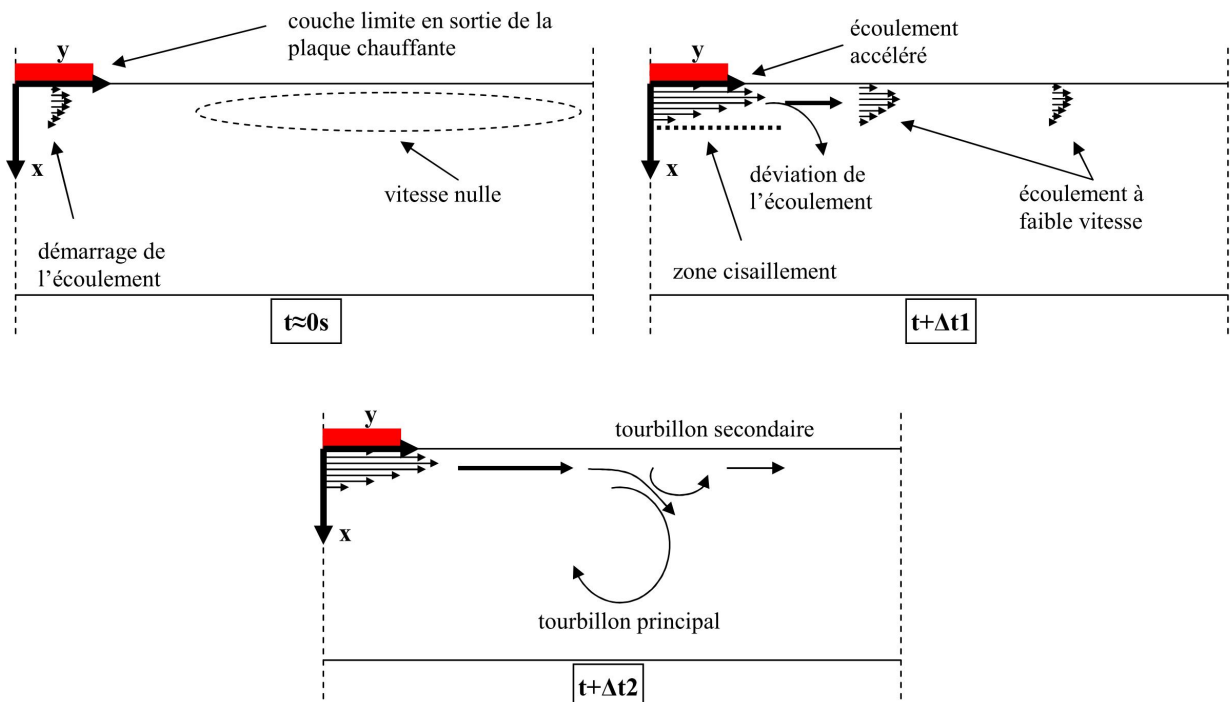 couche limite en sortie de la
plaque chauffante
y
x
vitesse nulle
démarrage de
l'écoulement
t≈0s
écoulement
accéléré
y
x
déviation de
l'écoulement
écoulement à
faible vitesse
zone cisaillement
t+Δt1
y
tourbillon secondaire
x
tourbillon principal
t+Δt2